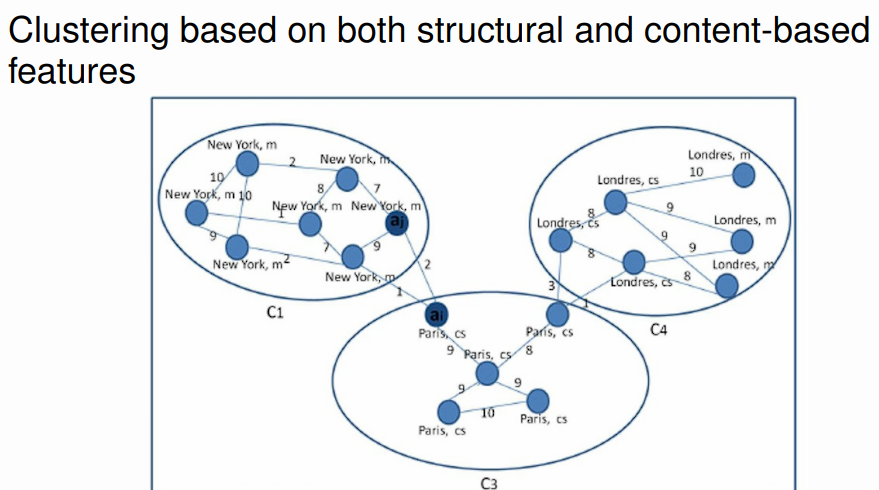 Clustering based on both structural and content-based
features
New York, m
2
New York, m
10
8
7
New York, m
10
New York, m
New York, m
1
aj
9
7
9
New York, m
2
New York, m
2
1
C1
Londres, m
10
Londres, cs
9
8
Londres, cs
Londres, m
9
9
8
Londres, m
8
Londres, cs
3
1
C4
ai
Paris, cs
Paris, cs
9
8
Paris, cs
9
9
10
Paris, cs
Paris, cs
C3